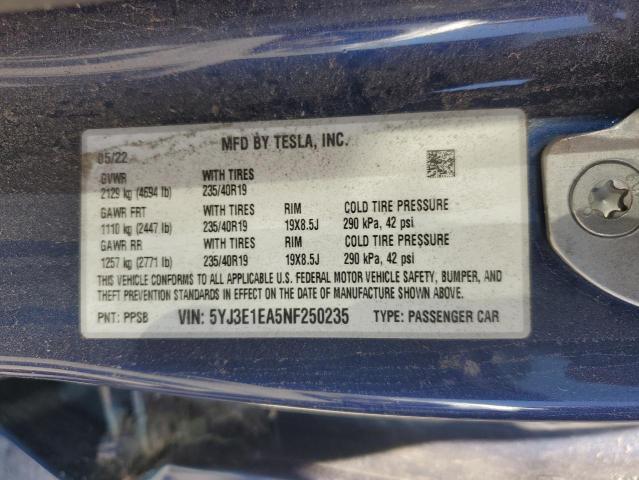 MFD BY TESLA, INC.
05/22
GVWR WITH TIRES
2129 kg (4694 lb) 235/40R19
GAWR FRT WITH TIRES RIM COLD TIRE PRESSURE
1110 kg (2447 lb) 235/40R19 19X8.5J 290 kPa, 42 psi
GAWR RR WITH TIRES RIM COLD TIRE PRESSURE
1257 kg (2771 lb) 235/40R19 19X8.5J 290 kPa, 42 psi
THIS VEHICLE CONFORMS TO ALL APPLICABLE U.S. FEDERAL MOTOR VEHICLE SAFETY, BUMPER, AND
THEFT PREVENTION STANDARDS IN EFFECT ON THE DATE OF MANUFACTURE SHOWN ABOVE.
PNT: PPSB VIN: 5YJ3E1EA5NF250235 TYPE: PASSENGER CAR